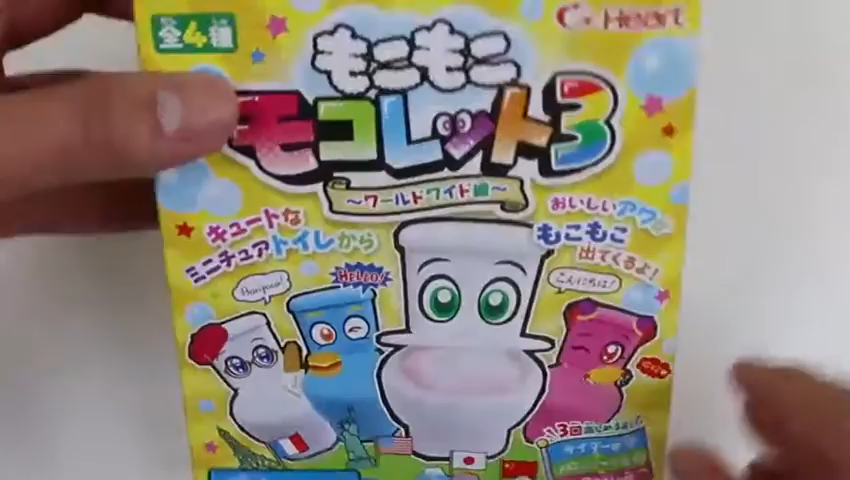 全4種
Heart
もこもこ
モコレット3
～ワールドワイド編～
キュートな
ミニチュアトイレから
おいしいアワが
もこもこ
出てくるよ!
Bonjour!
HELLO!
こんにちは!
3回